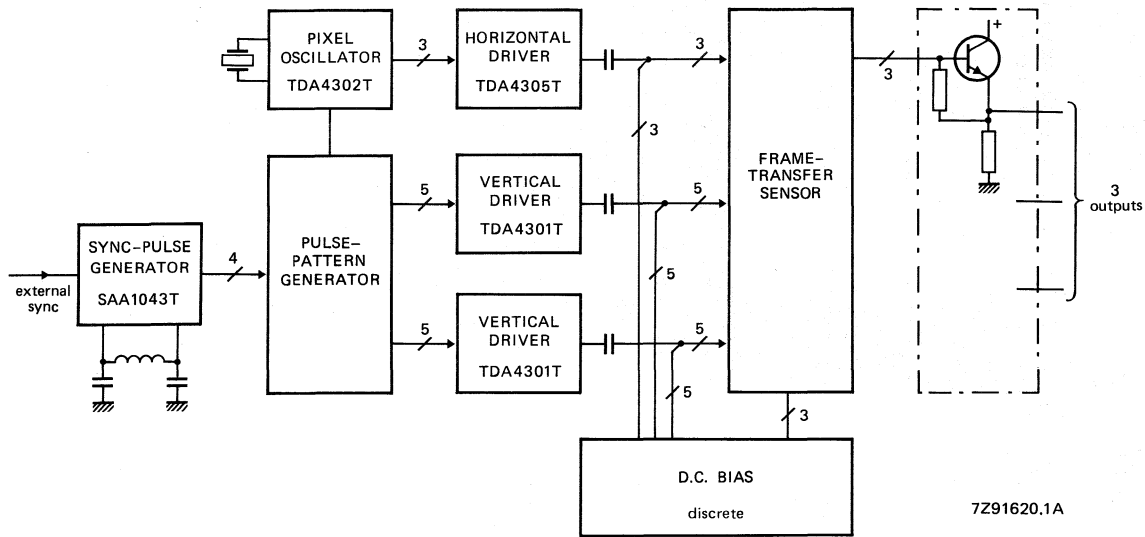 PIXEL
OSCILLATOR
TDA4302T
3
HORIZONTAL
DRIVER
TDA4305T
3
3
3
+
FRAME-
TRANSFER
SENSOR
3
outputs
5
VERTICAL
DRIVER
TDA4301T
5
5
SYNC-PULSE
GENERATOR
SAA1043T
external
sync
4
PULSE-
PATTERN
GENERATOR
5
VERTICAL
DRIVER
TDA4301T
5
5
3
D.C. BIAS
discrete
7Z91620.1A